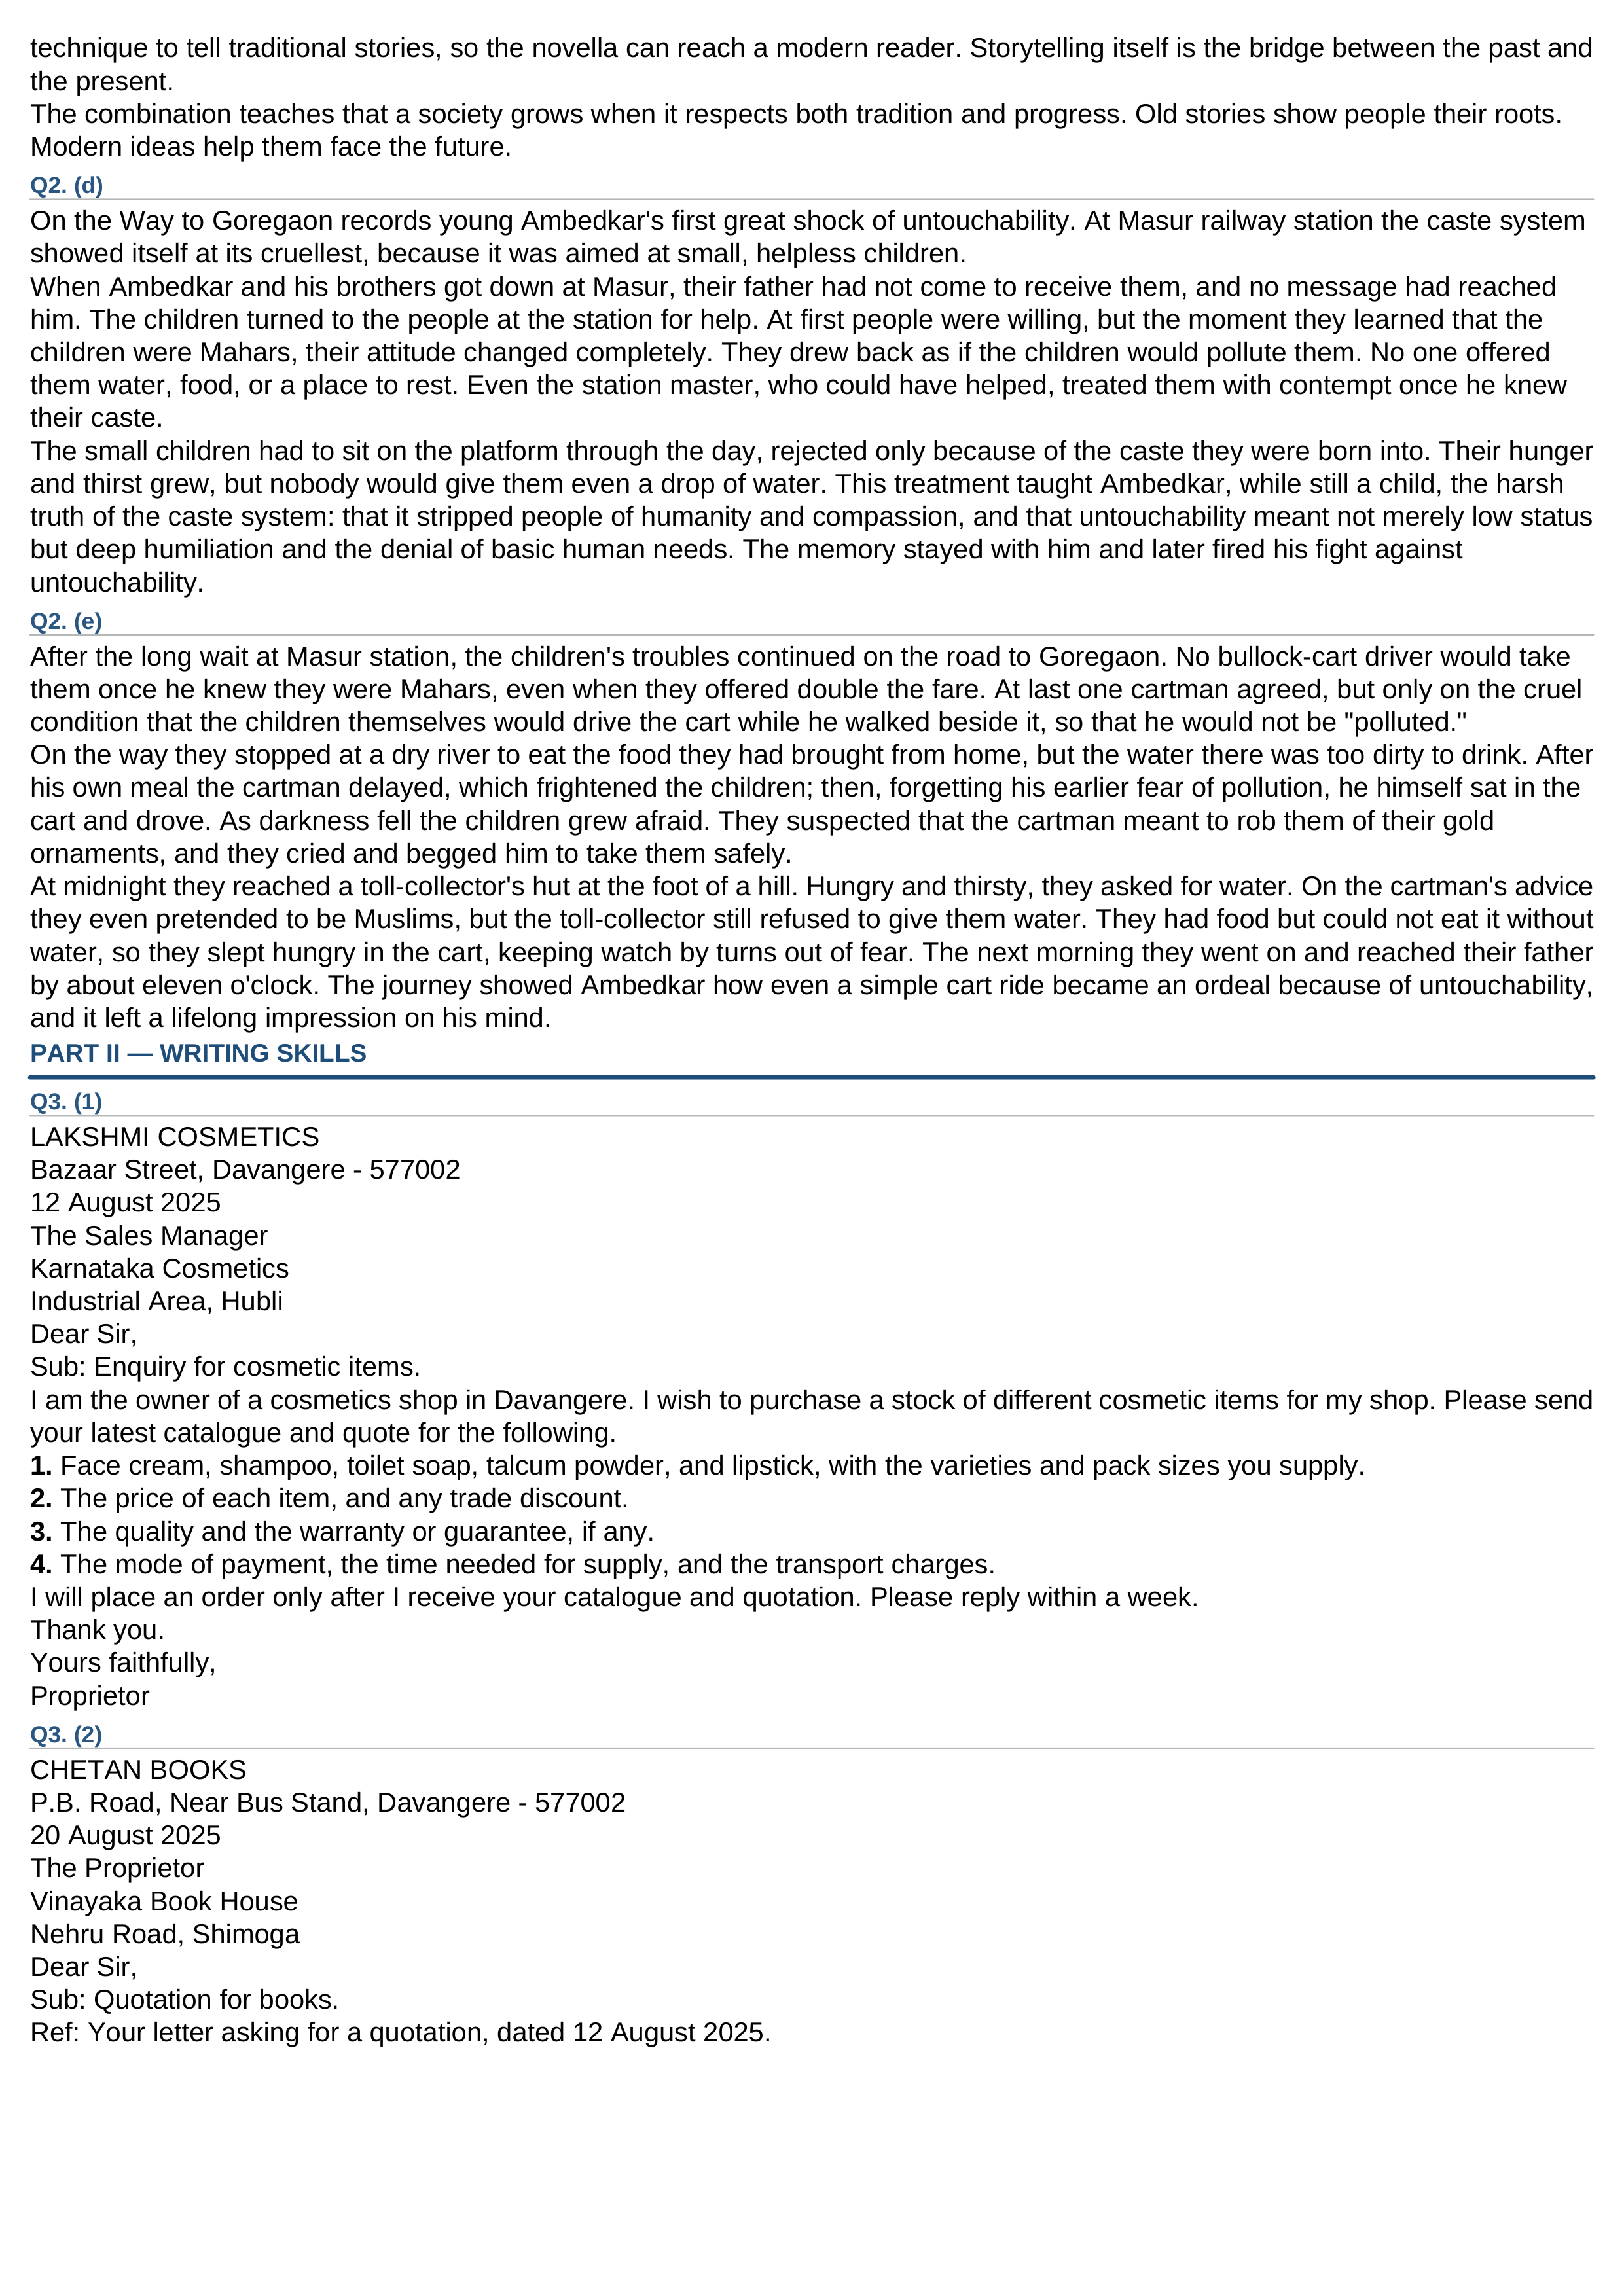 technique to tell traditional stories, so the novella can reach a modern reader. Storytelling itself is the bridge between the past and
the present.
The combination teaches that a society grows when it respects both tradition and progress. Old stories show people their roots.
Modern ideas help them face the future.
Q2. (d)
On the Way to Goregaon records young Ambedkar's first great shock of untouchability. At Masur railway station the caste system
showed itself at its cruellest, because it was aimed at small, helpless children.
When Ambedkar and his brothers got down at Masur, their father had not come to receive them, and no message had reached
him. The children turned to the people at the station for help. At first people were willing, but the moment they learned that the
children were Mahars, their attitude changed completely. They drew back as if the children would pollute them. No one offered
them water, food, or a place to rest. Even the station master, who could have helped, treated them with contempt once he knew
their caste.
The small children had to sit on the platform through the day, rejected only because of the caste they were born into. Their hunger
and thirst grew, but nobody would give them even a drop of water. This treatment taught Ambedkar, while still a child, the harsh
truth of the caste system: that it stripped people of humanity and compassion, and that untouchability meant not merely low status
but deep humiliation and the denial of basic human needs. The memory stayed with him and later fired his fight against
untouchability.
Q2. (e)
After the long wait at Masur station, the children's troubles continued on the road to Goregaon. No bullock-cart driver would take
them once he knew they were Mahars, even when they offered double the fare. At last one cartman agreed, but only on the cruel
condition that the children themselves would drive the cart while he walked beside it, so that he would not be "polluted."
On the way they stopped at a dry river to eat the food they had brought from home, but the water there was too dirty to drink. After
his own meal the cartman delayed, which frightened the children; then, forgetting his earlier fear of pollution, he himself sat in the
cart and drove. As darkness fell the children grew afraid. They suspected that the cartman meant to rob them of their gold
ornaments, and they cried and begged him to take them safely.
At midnight they reached a toll-collector's hut at the foot of a hill. Hungry and thirsty, they asked for water. On the cartman's advice
they even pretended to be Muslims, but the toll-collector still refused to give them water. They had food but could not eat it without
water, so they slept hungry in the cart, keeping watch by turns out of fear. The next morning they went on and reached their father
by about eleven o'clock. The journey showed Ambedkar how even a simple cart ride became an ordeal because of untouchability,
and it left a lifelong impression on his mind.
PART II — WRITING SKILLS
Q3. (1)
LAKSHMI COSMETICS
Bazaar Street, Davangere - 577002
12 August 2025
The Sales Manager
Karnataka Cosmetics
Industrial Area, Hubli
Dear Sir,
Sub: Enquiry for cosmetic items.
I am the owner of a cosmetics shop in Davangere. I wish to purchase a stock of different cosmetic items for my shop. Please send
your latest catalogue and quote for the following.
1. Face cream, shampoo, toilet soap, talcum powder, and lipstick, with the varieties and pack sizes you supply.
2. The price of each item, and any trade discount.
3. The quality and the warranty or guarantee, if any.
4. The mode of payment, the time needed for supply, and the transport charges.
I will place an order only after I receive your catalogue and quotation. Please reply within a week.
Thank you.
Yours faithfully,
Proprietor
Q3. (2)
CHETAN BOOKS
P.B. Road, Near Bus Stand, Davangere - 577002
20 August 2025
The Proprietor
Vinayaka Book House
Nehru Road, Shimoga
Dear Sir,
Sub: Quotation for books.
Ref: Your letter asking for a quotation, dated 12 August 2025.